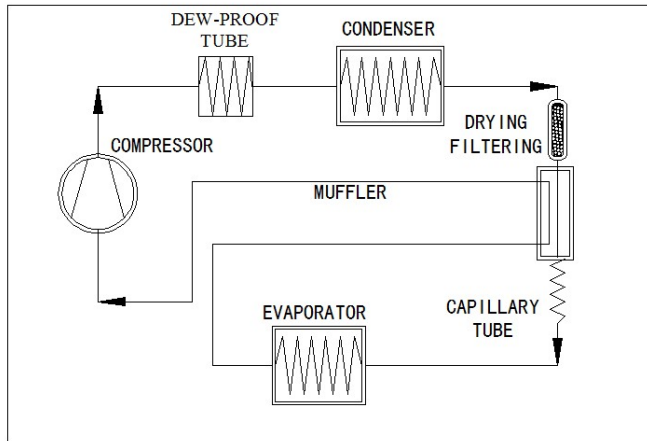 DEW-PROOF
TUBE
CONDENSER
DRYING
FILTERING
COMPRESSOR
MUFFLER
EVAPORATOR
CAPILLARY
TUBE